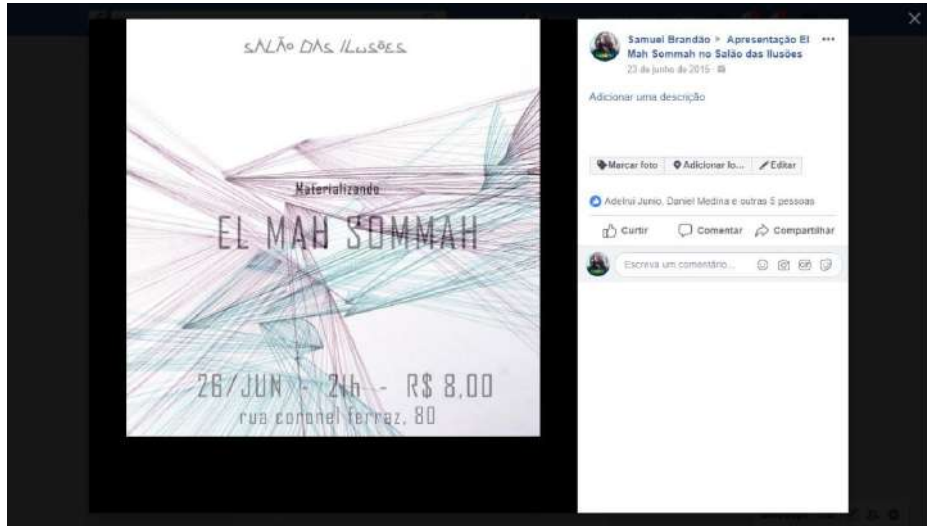 SALÃO DAS ILUSÕES
Materializando
EL MAH SOMMAH
26/JUN - 21h - R$ 8,00
rua coronel ferraz, 80
Samuel Brandão > Apresentação El
Mah Sommah no Salão das Ilusões
23 de junho de 2015
Adicionar uma descrição
Marcar foto
Adicionar lo...
Editar
Adelrui Junio, Daniel Medina e outras 5 pessoas
Curtir
Comentar
Compartilhar
Escreva um comentário...